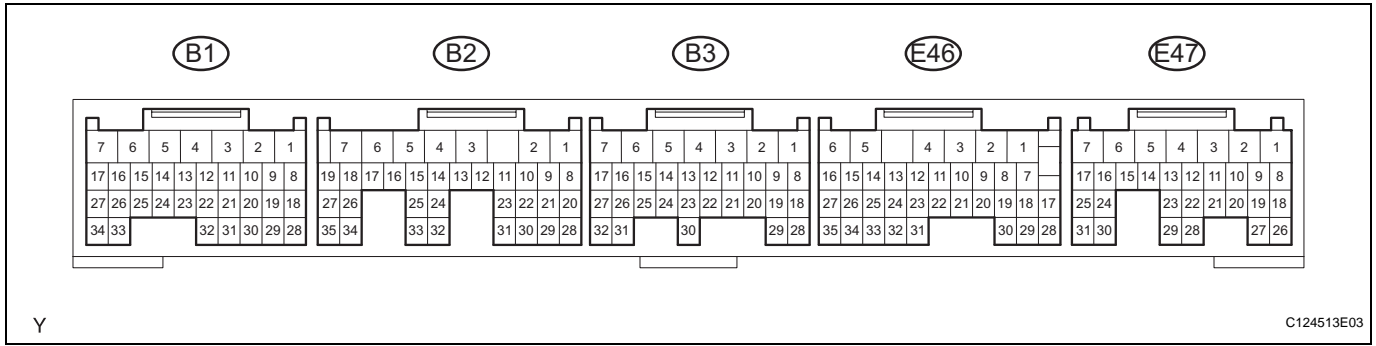 B1 B2 B3 E46 E47
7 6 5 4 3 2 1 7 6 5 4 3 2 1 7 6 5 4 3 2 1 6 5 4 3 2 1 7 6 5 4 3 2 1
17 16 15 14 13 12 11 10 9 8 19 18 17 16 15 14 13 12 11 10 9 8 17 16 15 14 13 12 11 10 9 8 16 15 14 13 12 11 10 9 8 7 17 16 15 14 13 12 11 10 9 8
27 26 25 24 23 22 21 20 19 18 27 26 25 24 23 22 21 20 27 26 25 24 23 22 21 20 19 18 27 26 25 24 23 22 21 20 19 18 17 25 24 23 22 21 20 19 18
34 33 32 31 30 29 28 35 34 33 32 31 30 29 28 32 31 30 29 28 35 34 33 32 31 30 29 28 31 30 29 28 27 26
Y C124513E03